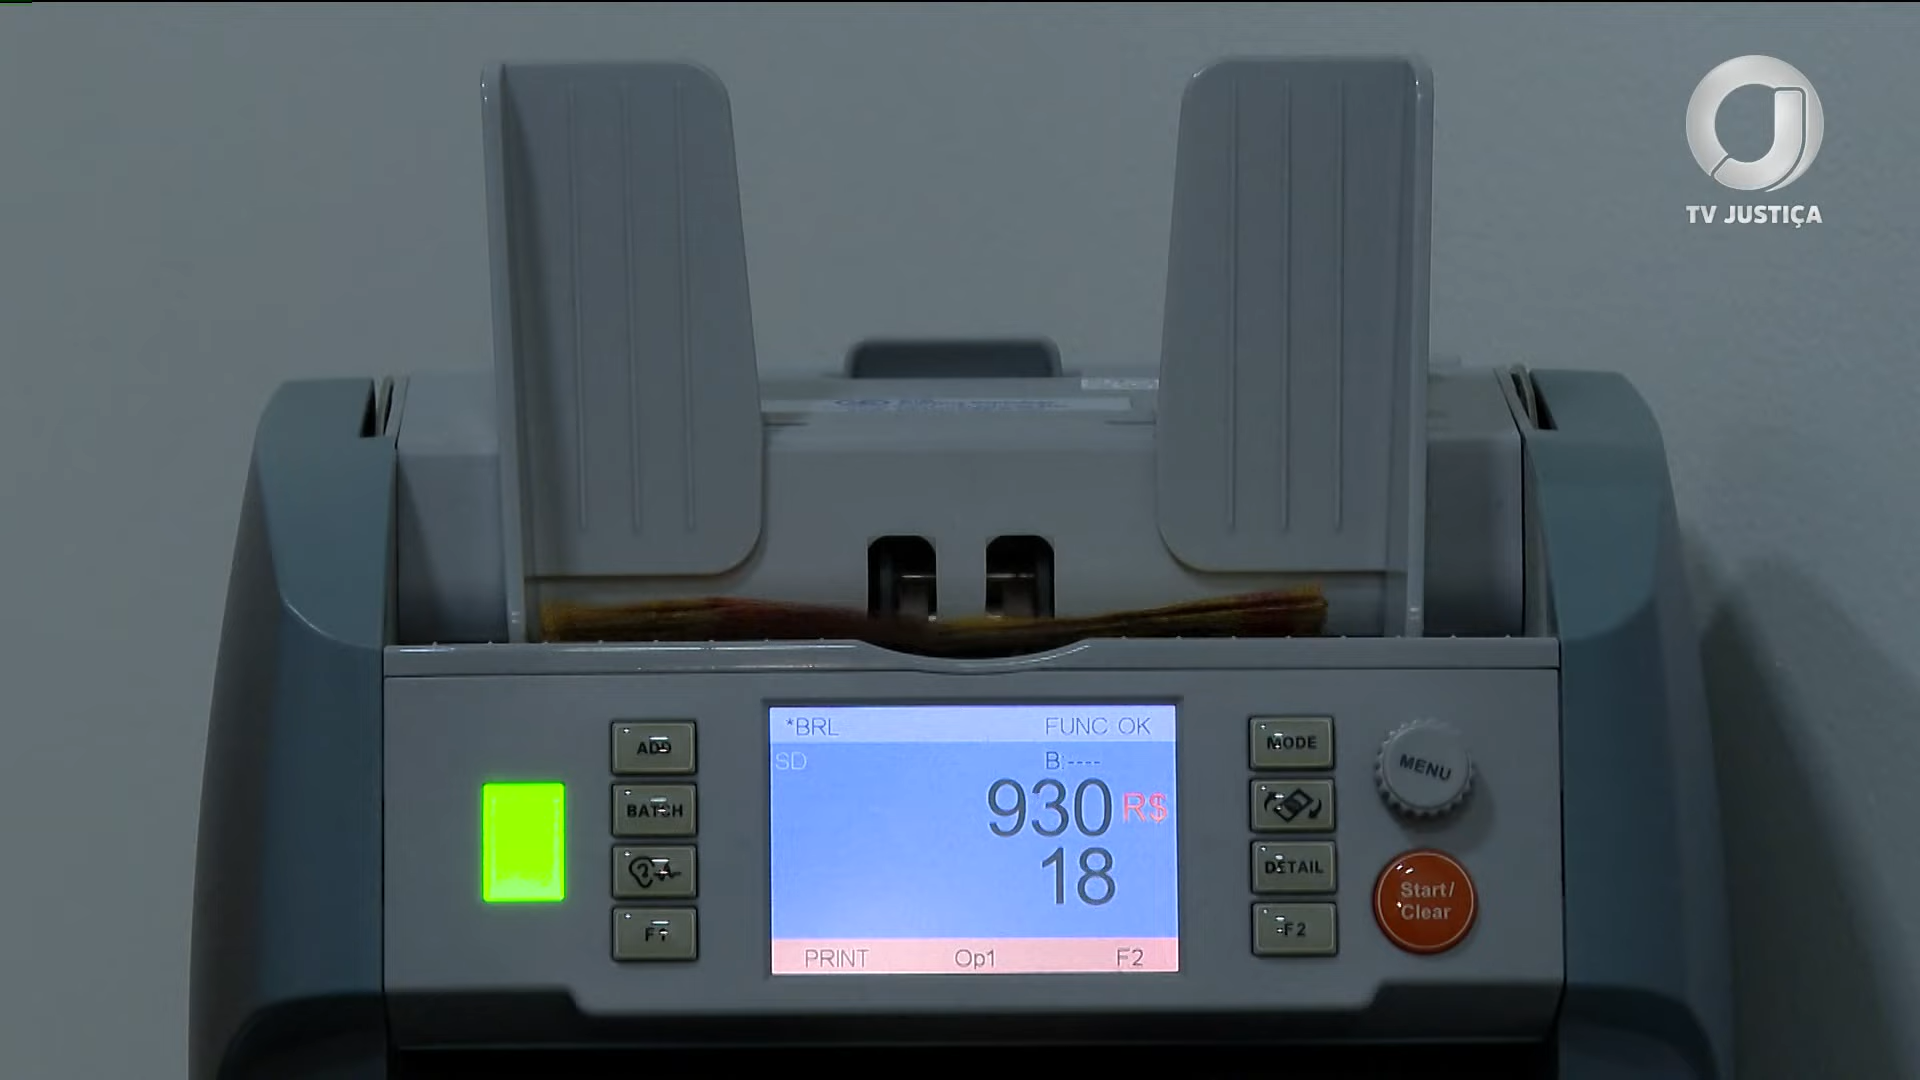 TV JUSTIÇA
ADD
BATCH
F1
*BRL FUNC OK
SD B:----
930 R$
18
PRINT Op1 F2
MODE
DETAIL
F2
MENU
Start/
Clear